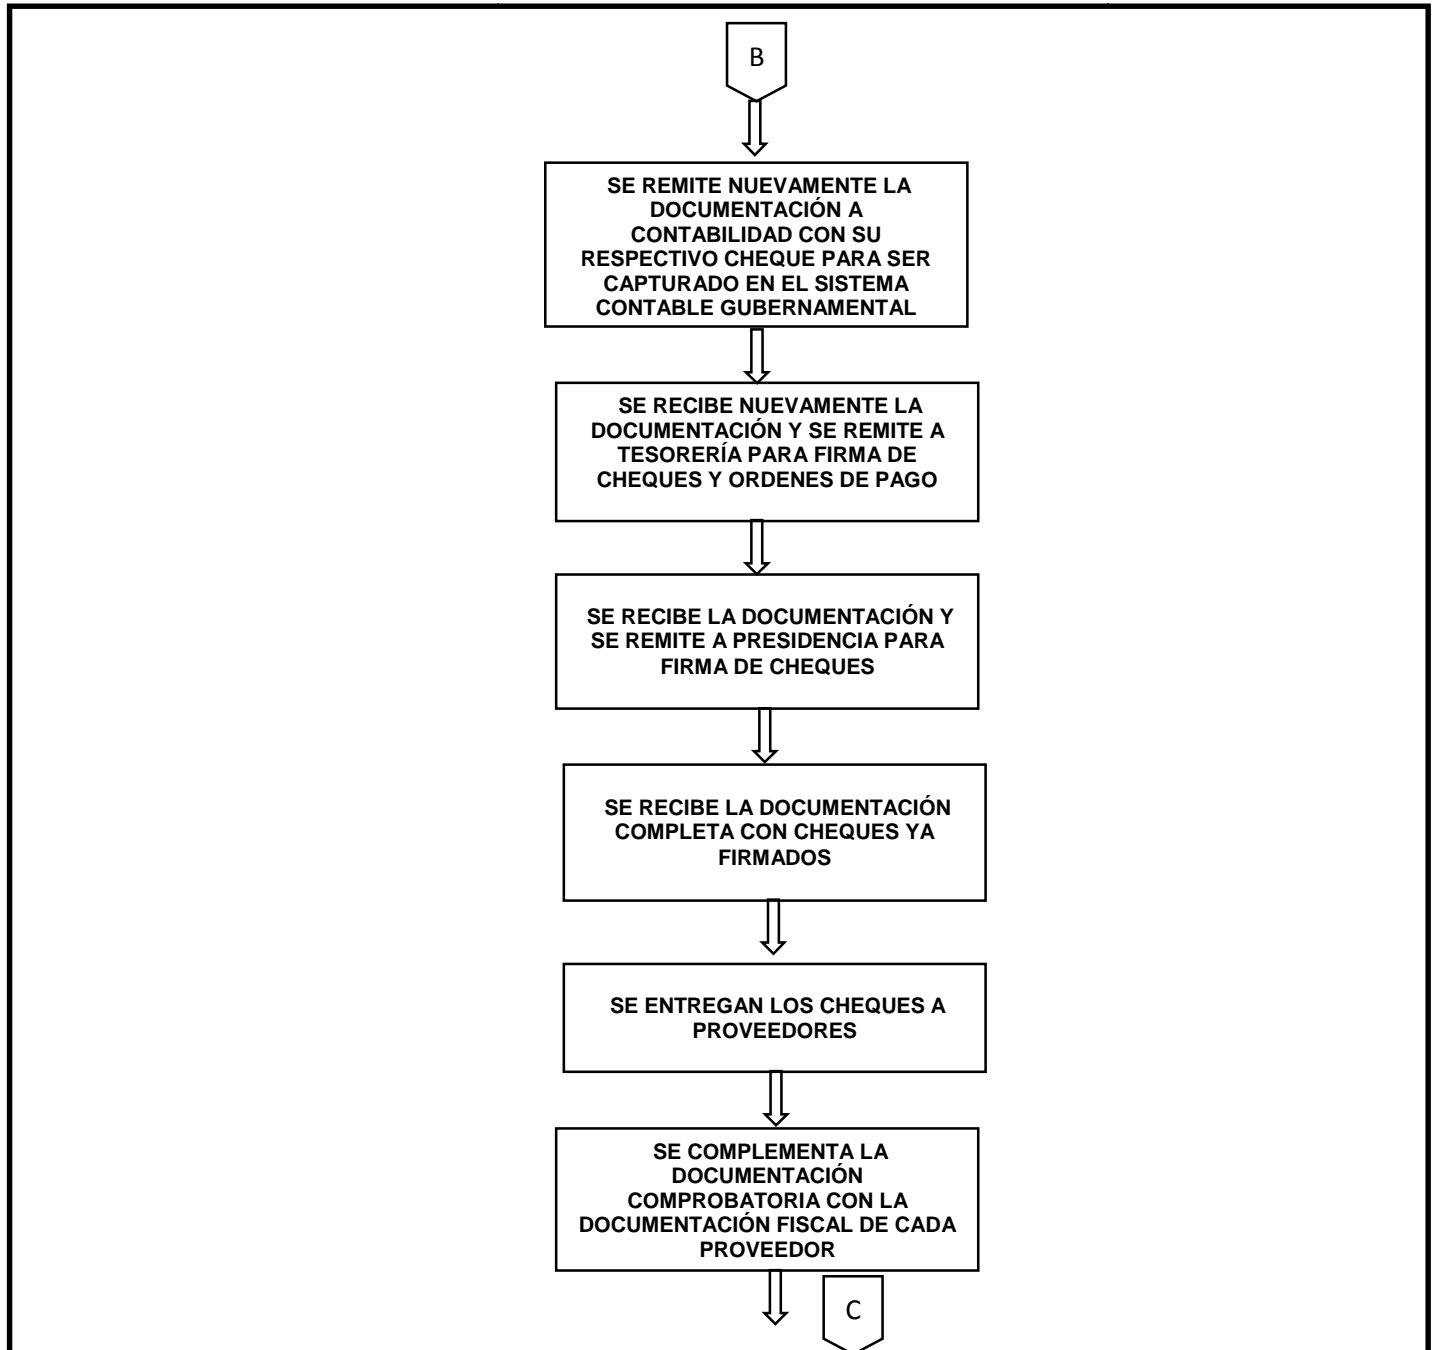 B
SE REMITE NUEVAMENTE LA
DOCUMENTACIÓN A
CONTABILIDAD CON SU
RESPECTIVO CHEQUE PARA SER
CAPTURADO EN EL SISTEMA
CONTABLE GUBERNAMENTAL
SE RECIBE NUEVAMENTE LA
DOCUMENTACIÓN Y SE REMITE A
TESORERÍA PARA FIRMA DE
CHEQUES Y ORDENES DE PAGO
SE RECIBE LA DOCUMENTACIÓN Y
SE REMITE A PRESIDENCIA PARA
FIRMA DE CHEQUES
SE RECIBE LA DOCUMENTACIÓN
COMPLETA CON CHEQUES YA
FIRMADOS
SE ENTREGAN LOS CHEQUES A
PROVEEDORES
SE COMPLEMENTA LA
DOCUMENTACIÓN
COMPROBATORIA CON LA
DOCUMENTACIÓN FISCAL DE CADA
PROVEEDOR
C